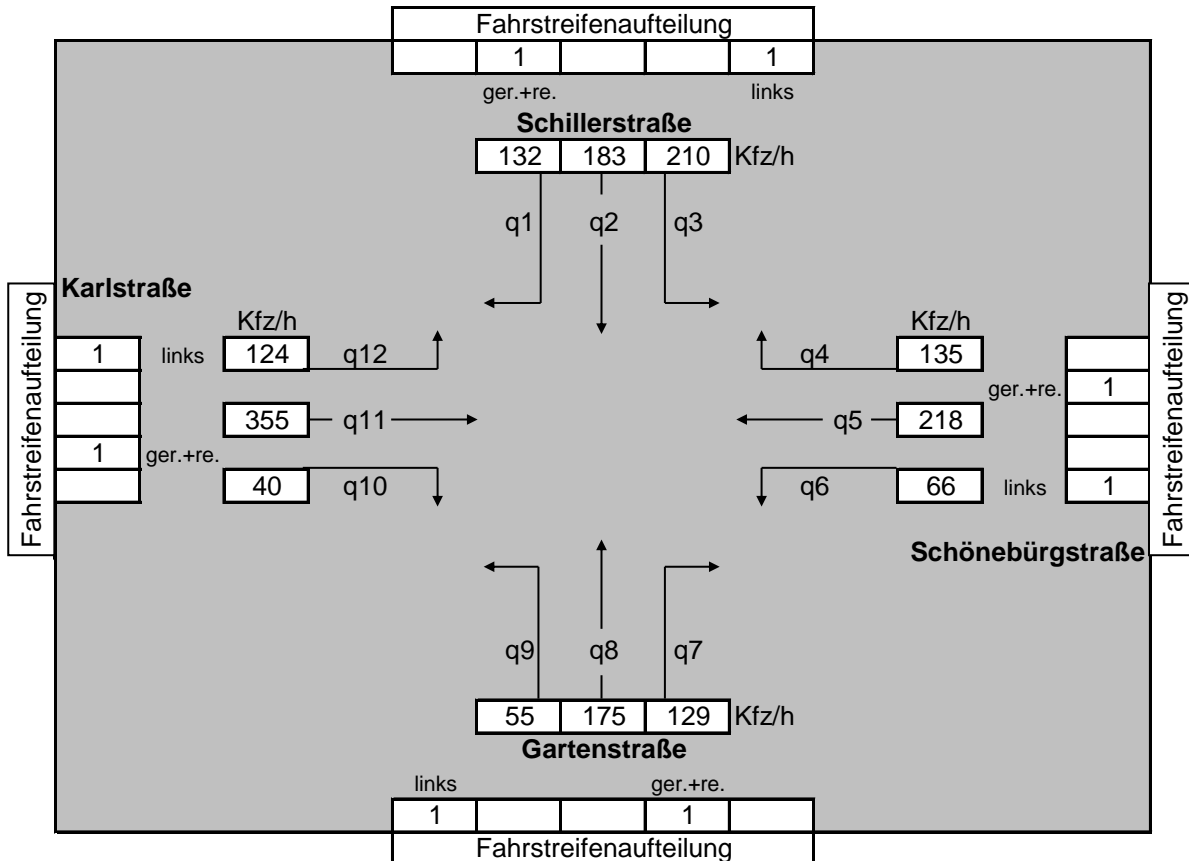 Fahrstreifenaufteilung
1 1
ger.+re. links
Schillerstraße
132 183 210 Kfz/h
q1 q2 q3
Karlstraße
Fahrstreifenaufteilung
Kfz/h
1 links 124 q12
355 q11
1 ger.+re.
40 q10
Kfz/h
q4 135
ger.+re. 1
q5 218
q6 66 links 1
Schönebürgstraße
Fahrstreifenaufteilung
q9 q8 q7
55 175 129 Kfz/h
Gartenstraße
links ger.+re.
1 1
Fahrstreifenaufteilung